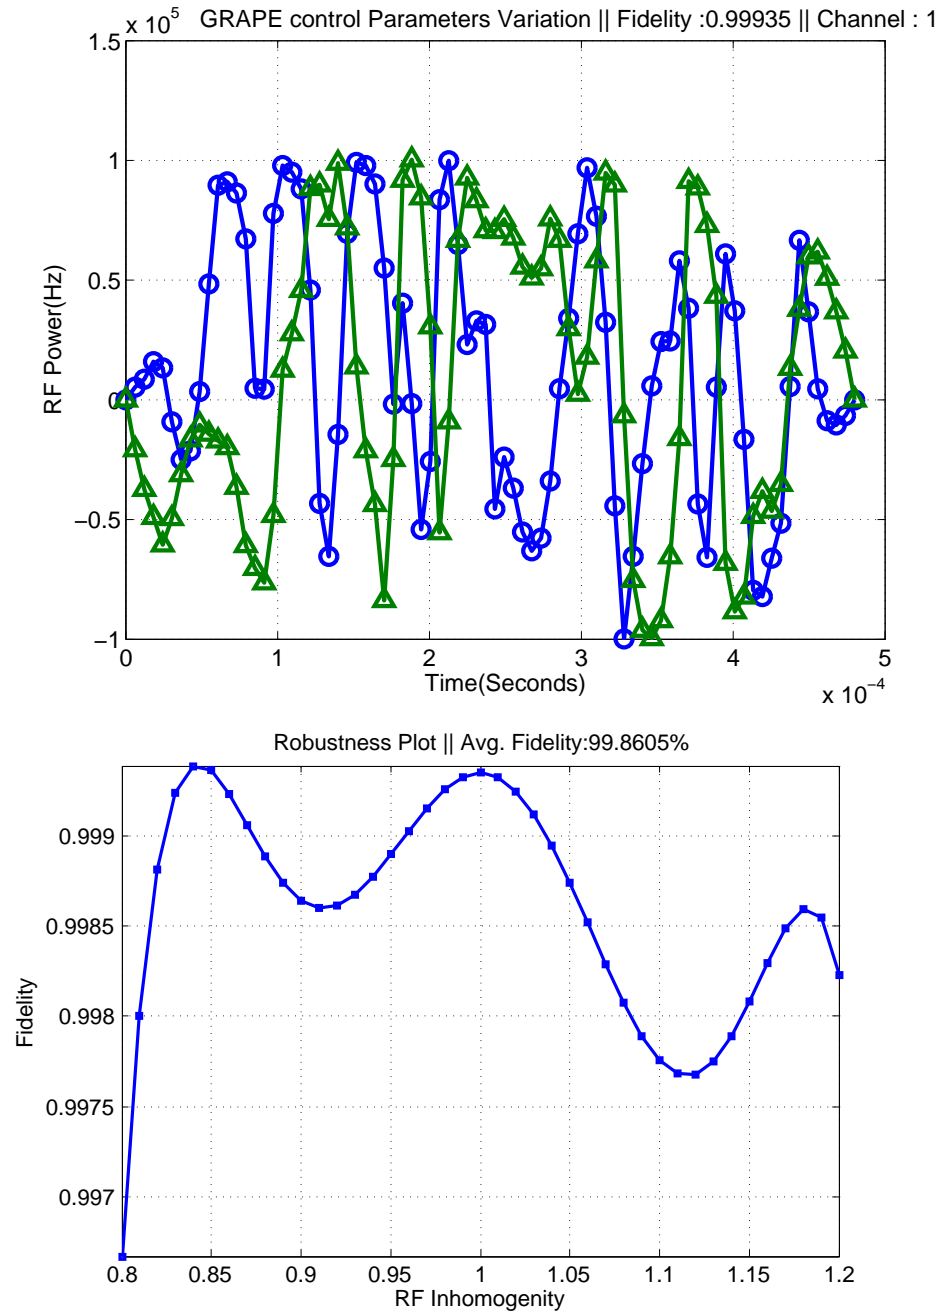 x 10^5 GRAPE control Parameters Variation || Fidelity :0.99935 || Channel : 1
1.5
1
0.5
0
−0.5
−1
RF Power(Hz)
0 1 2 3 4 5
Time(Seconds)
x 10^−4
Robustness Plot || Avg. Fidelity:99.8605%
0.999
0.9985
0.998
0.9975
0.997
Fidelity
0.8 0.85 0.9 0.95 1 1.05 1.1 1.15 1.2
RF Inhomogenity